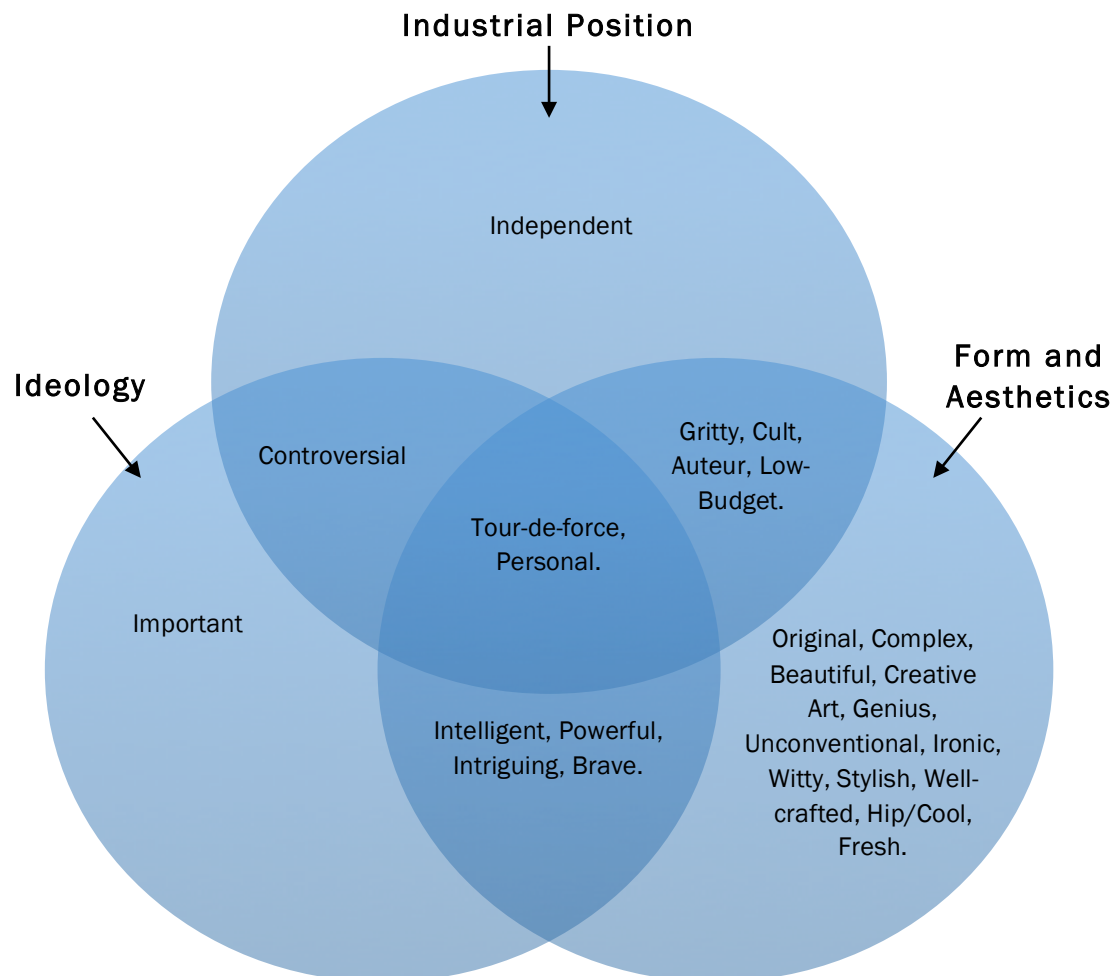 Industrial Position
Independent
Ideology
Form and
Aesthetics
Controversial
Gritty, Cult,
Auteur, Low-
Budget.
Tour-de-force,
Personal.
Important
Original, Complex,
Beautiful, Creative
Art, Genius,
Unconventional, Ironic,
Witty, Stylish, Well-
crafted, Hip/Cool,
Fresh.
Intelligent, Powerful,
Intriguing, Brave.